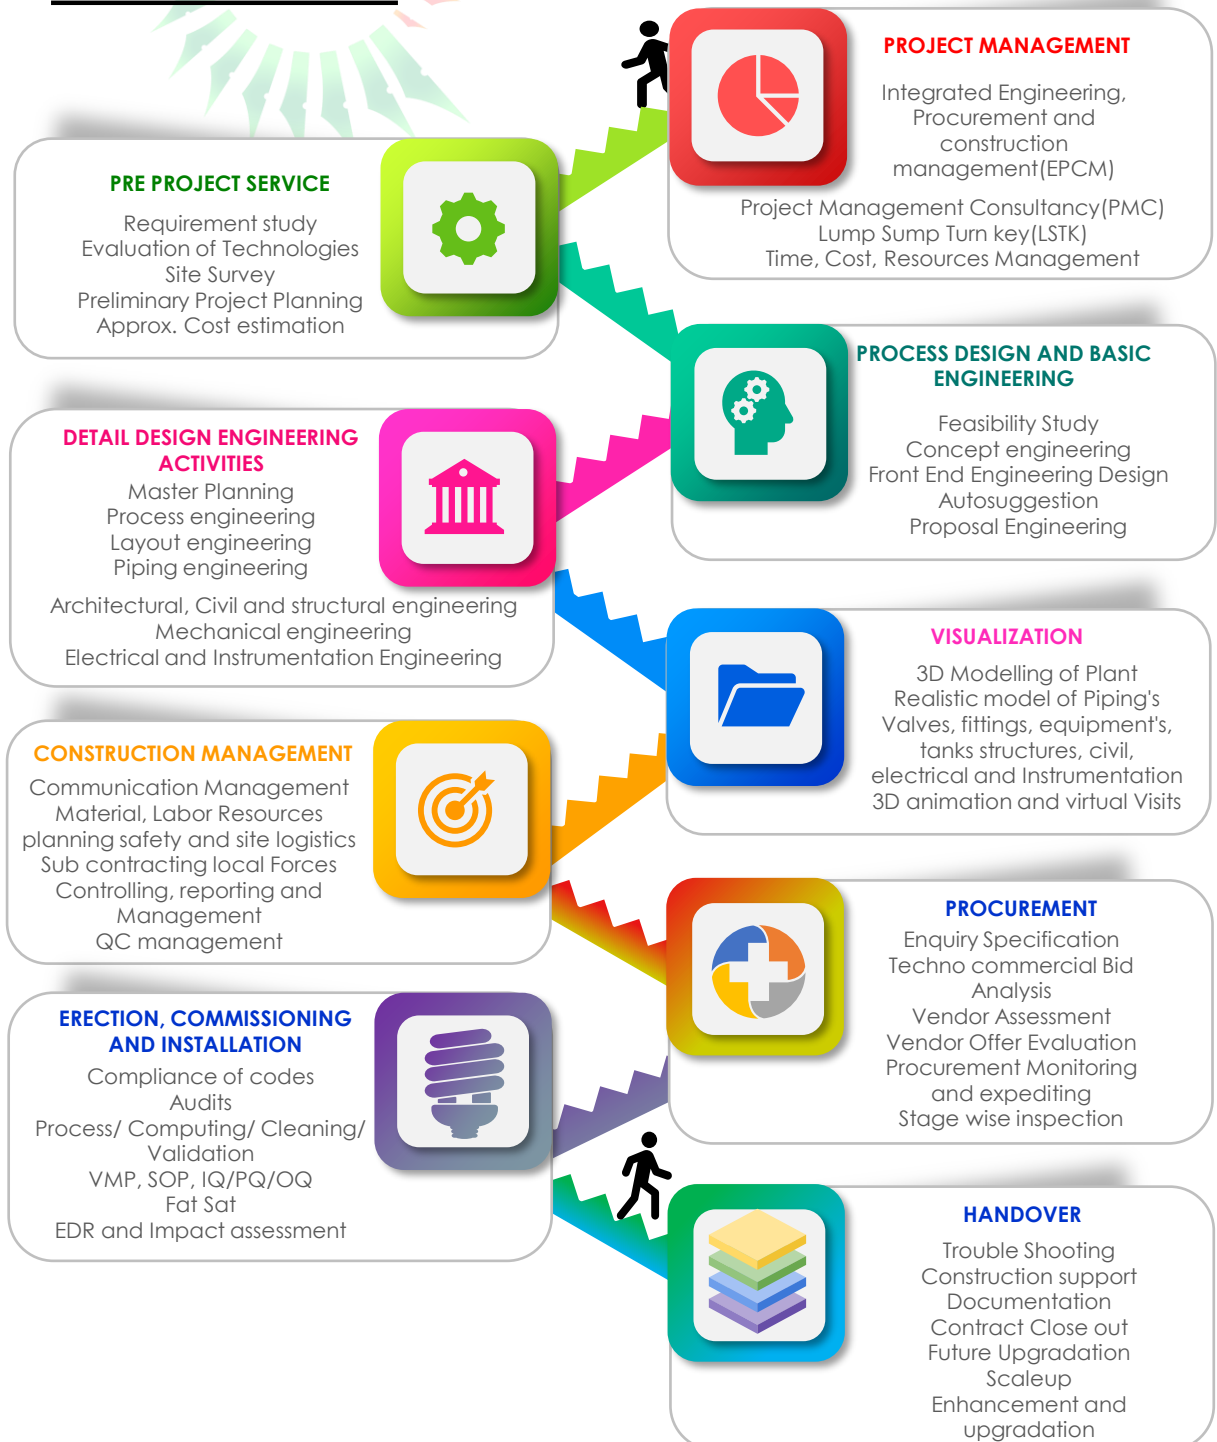 PROJECT MANAGEMENT
Integrated Engineering,
Procurement and
construction
management(EPCM)
Project Management Consultancy(PMC)
Lump Sump Turn key(LSTK)
Time, Cost, Resources Management
PRE PROJECT SERVICE
Requirement study
Evaluation of Technologies
Site Survey
Preliminary Project Planning
Approx. Cost estimation
PROCESS DESIGN AND BASIC
ENGINEERING
Feasibility Study
Concept engineering
Front End Engineering Design
Autosuggestion
Proposal Engineering
DETAIL DESIGN ENGINEERING
ACTIVITIES
Master Planning
Process engineering
Layout engineering
Piping engineering
Architectural, Civil and structural engineering
Mechanical engineering
Electrical and Instrumentation Engineering
VISUALIZATION
3D Modelling of Plant
Realistic model of Piping's
Valves, fittings, equipment's,
tanks structures, civil,
electrical and Instrumentation
3D animation and virtual Visits
CONSTRUCTION MANAGEMENT
Communication Management
Material, Labor Resources
planning safety and site logistics
Sub contracting local Forces
Controlling, reporting and
Management
QC management
PROCUREMENT
Enquiry Specification
Techno commercial Bid
Analysis
Vendor Assessment
Vendor Offer Evaluation
Procurement Monitoring
and expediting
Stage wise inspection
ERECTION, COMMISSIONING
AND INSTALLATION
Compliance of codes
Audits
Process/ Computing/ Cleaning/
Validation
VMP, SOP, IQ/PQ/OQ
Fat Sat
EDR and Impact assessment
HANDOVER
Trouble Shooting
Construction support
Documentation
Contract Close out
Future Upgradation
Scaleup
Enhancement and
upgradation